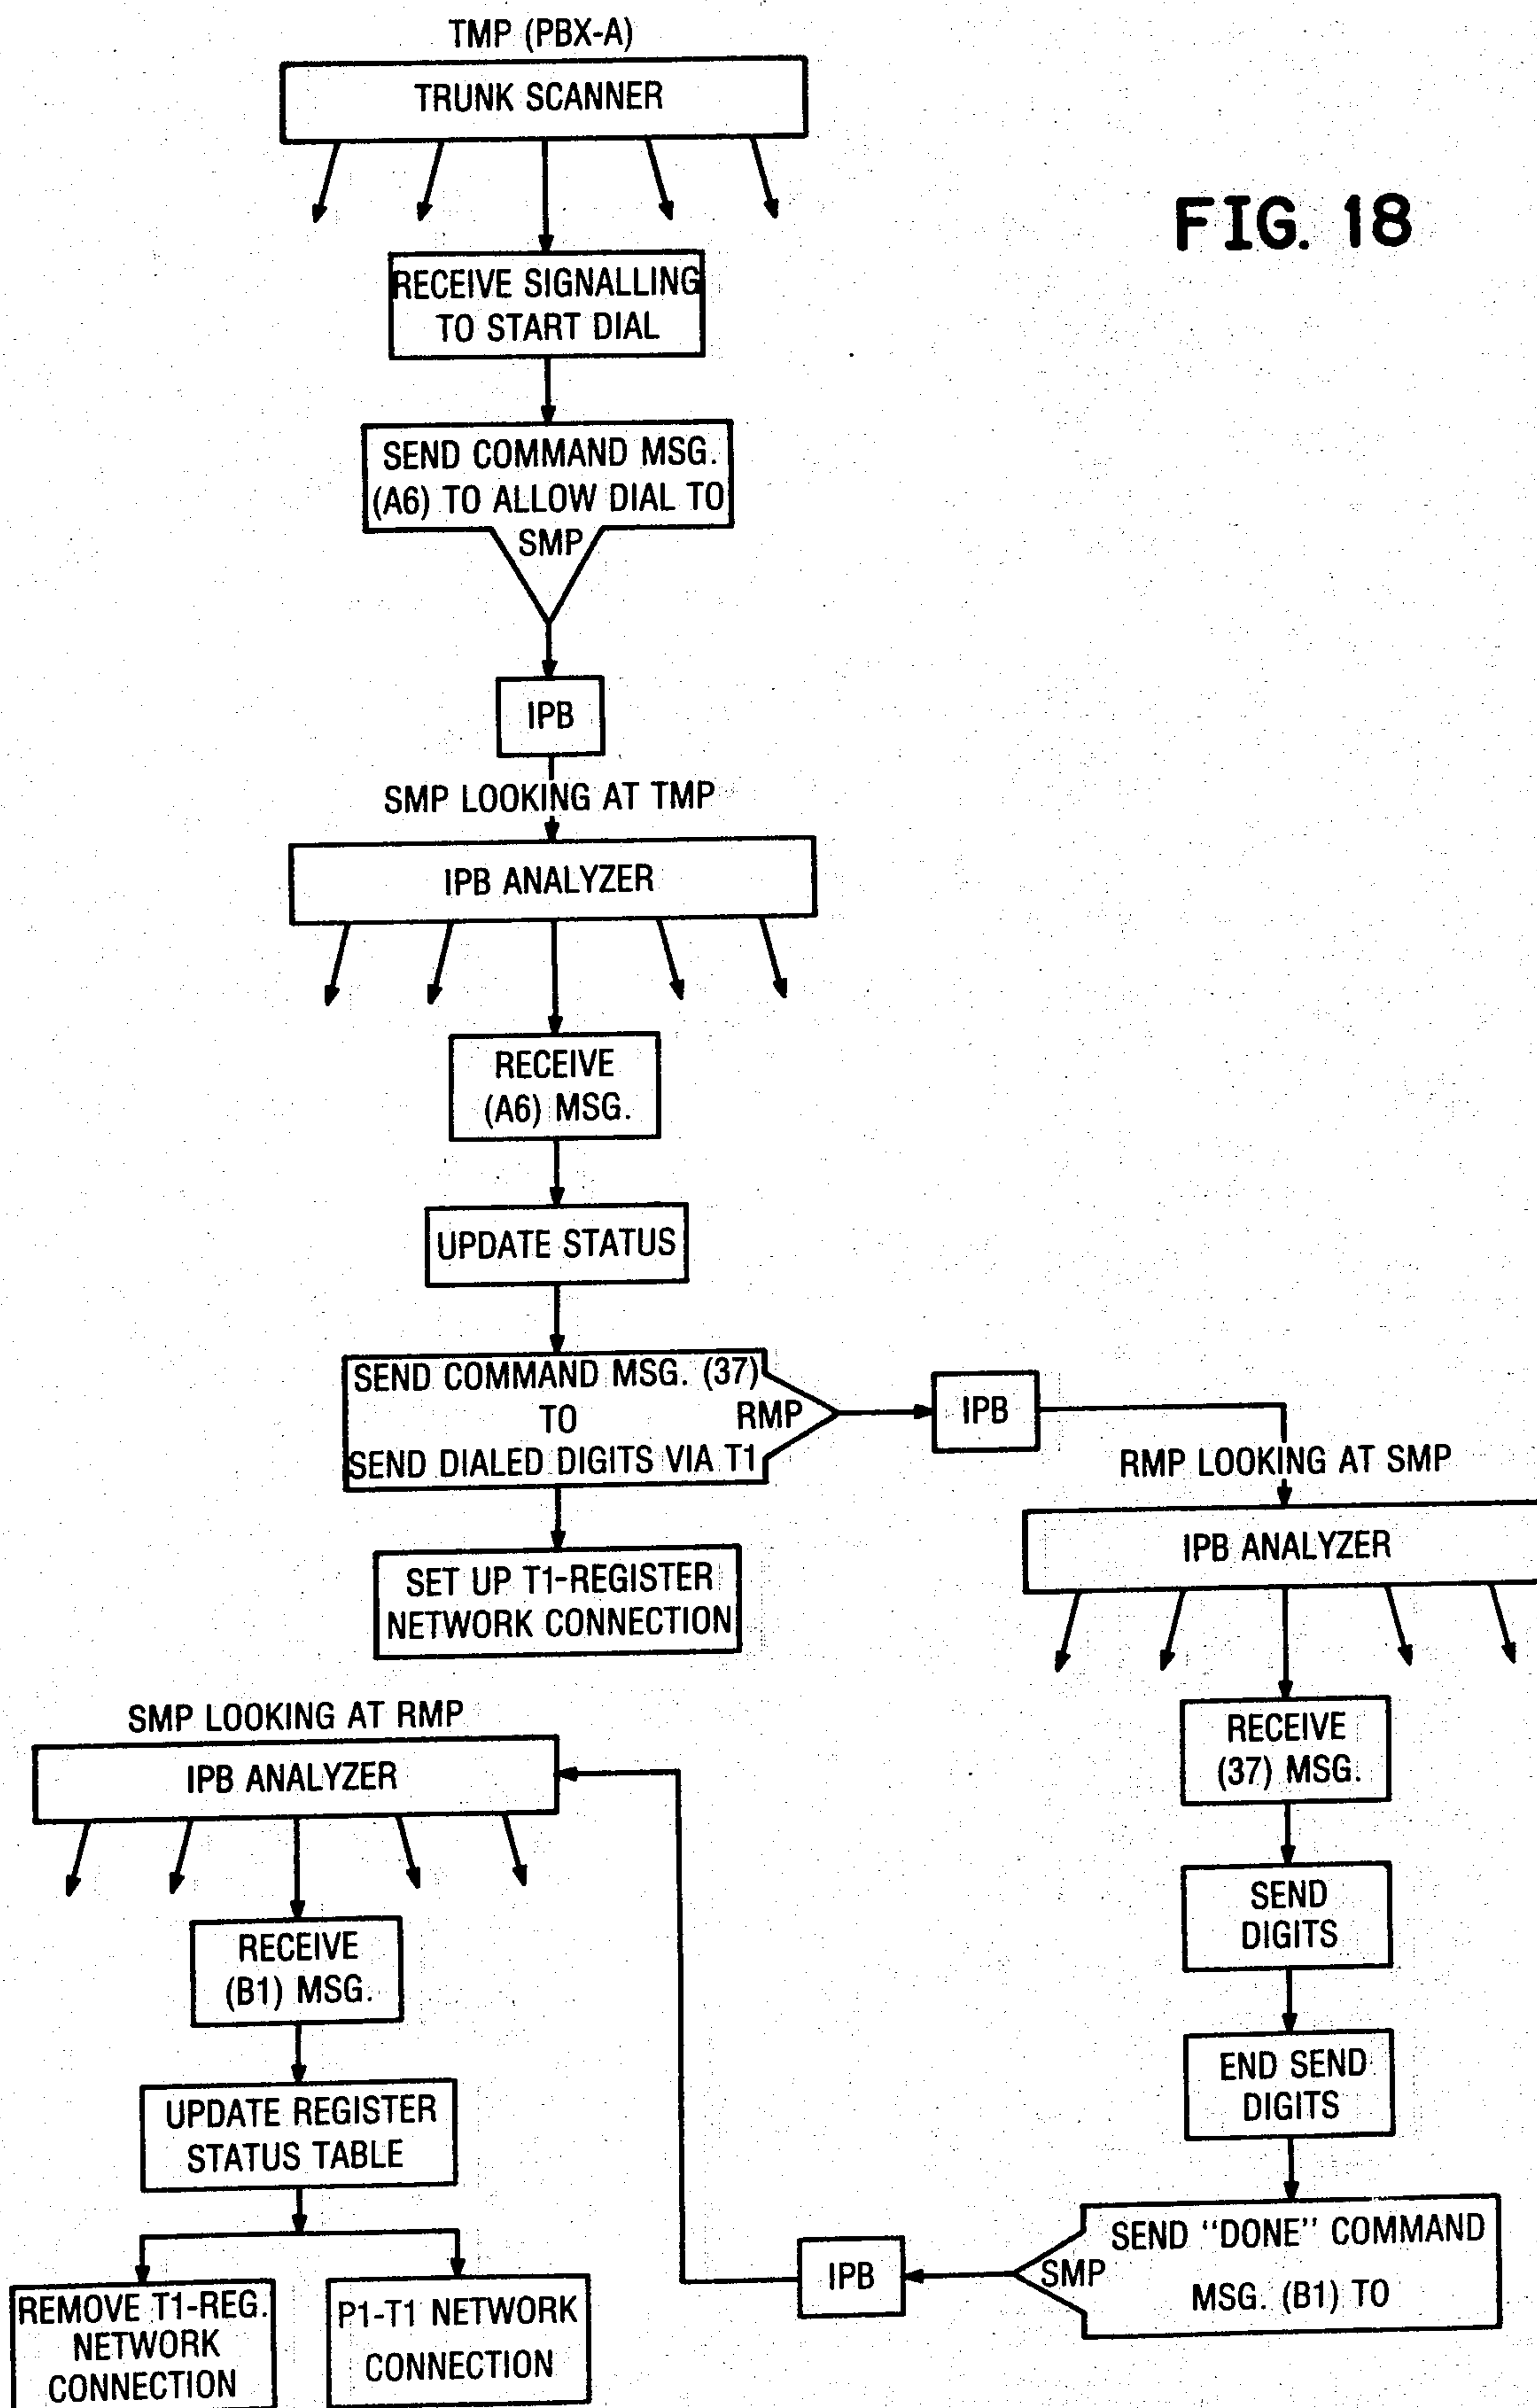 TMP (PBX-A)
TRUNK SCANNER
FIG. 18
RECEIVE SIGNALLING
TO START DIAL
SEND COMMAND MSG.
(A6) TO ALLOW DIAL TO
SMP
IPB
SMP LOOKING AT TMP
IPB ANALYZER
RECEIVE
(A6) MSG.
UPDATE STATUS
SEND COMMAND MSG. (37)
TO RMP
SEND DIALED DIGITS VIA T1
IPB
RMP LOOKING AT SMP
IPB ANALYZER
SET UP T1-REGISTER
NETWORK CONNECTION
RECEIVE
(37) MSG.
SEND
DIGITS
END SEND
DIGITS
SEND "DONE" COMMAND
SMP
MSG. (B1) TO
IPB
SMP LOOKING AT RMP
IPB ANALYZER
RECEIVE
(B1) MSG.
UPDATE REGISTER
STATUS TABLE
REMOVE T1-REG.
NETWORK
CONNECTION
P1-T1 NETWORK
CONNECTION